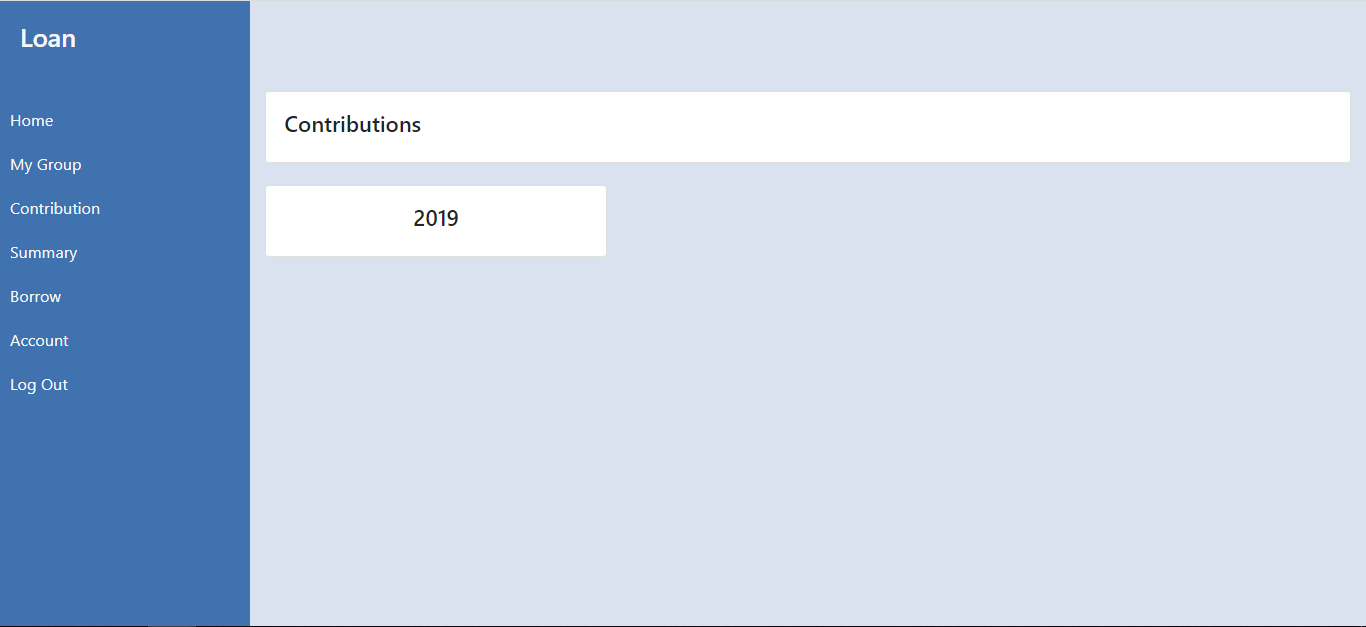 Loan
Home
My Group
Contribution
Summary
Borrow
Account
Log Out
Contributions
2019